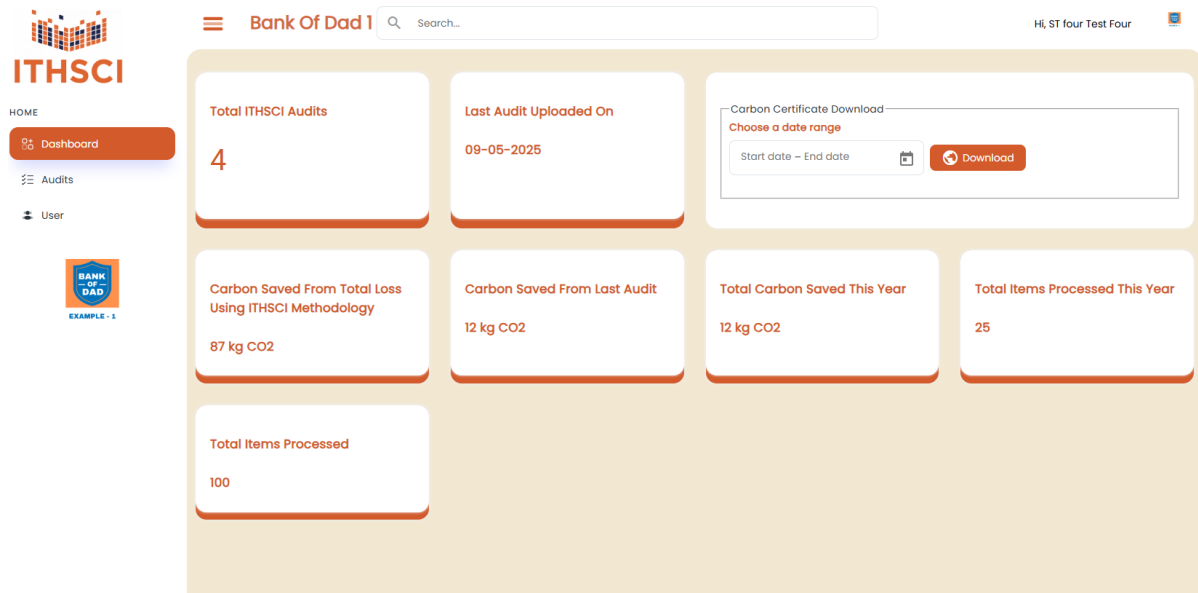 ITHSCI
Bank Of Dad 1
Search...
Hi, ST four Test Four
HOME
Dashboard
Audits
User
BANK
OF
DAD
EXAMPLE - 1
Total ITHSCI Audits
4
Last Audit Uploaded On
09-05-2025
Carbon Certificate Download
Choose a date range
Start date – End date
Download
Carbon Saved From Total Loss
Using ITHSCI Methodology
87 kg CO2
Carbon Saved From Last Audit
12 kg CO2
Total Carbon Saved This Year
12 kg CO2
Total Items Processed This Year
25
Total Items Processed
100